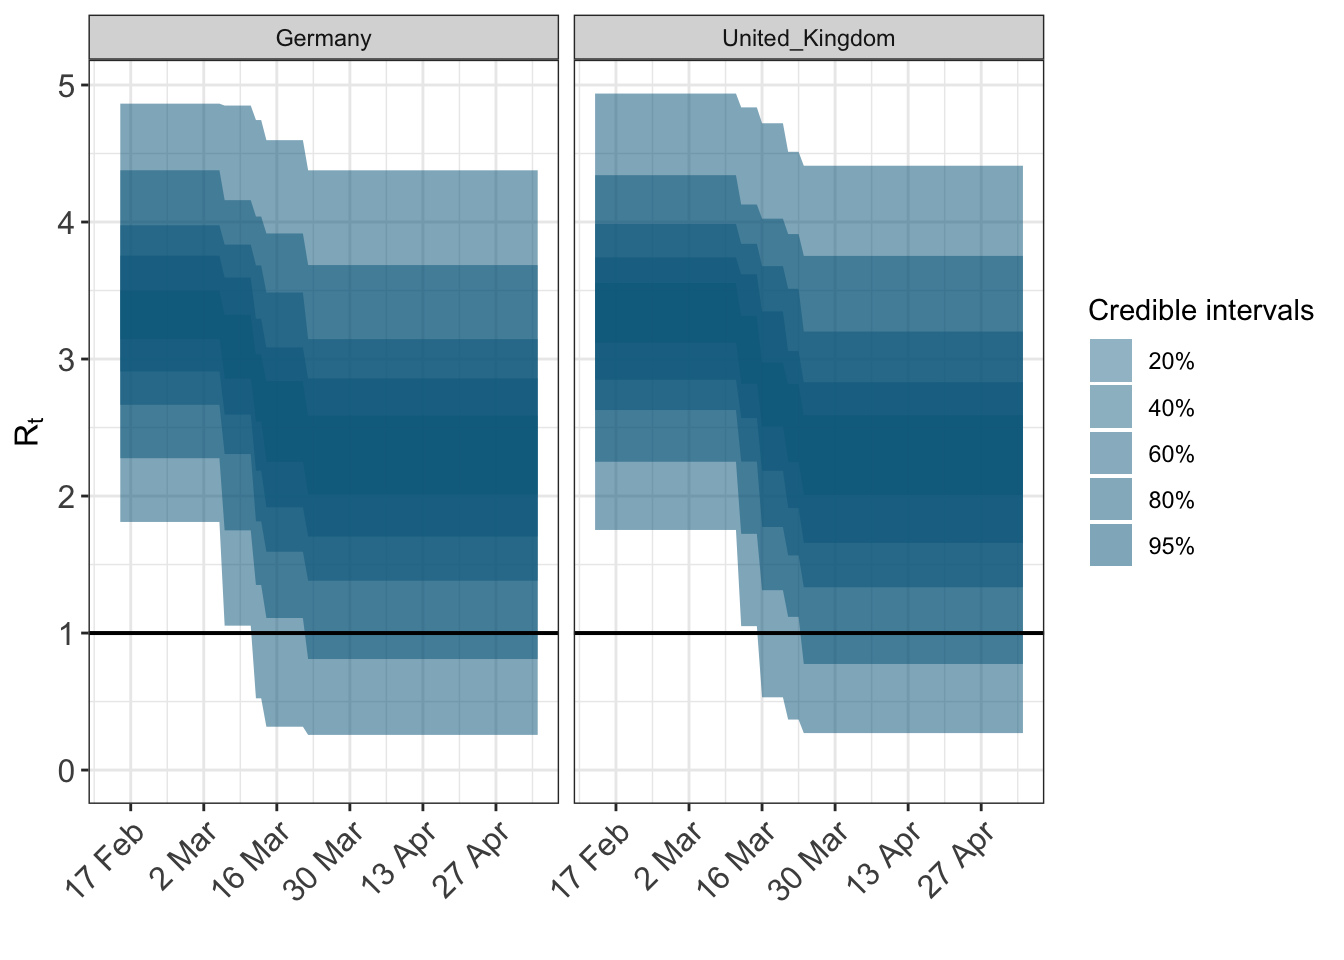 Germany
United_Kingdom
5
4
3
2
1
0
Rt
17 Feb
2 Mar
16 Mar
30 Mar
13 Apr
27 Apr
17 Feb
2 Mar
16 Mar
30 Mar
13 Apr
27 Apr
Credible intervals
20%
40%
60%
80%
95%